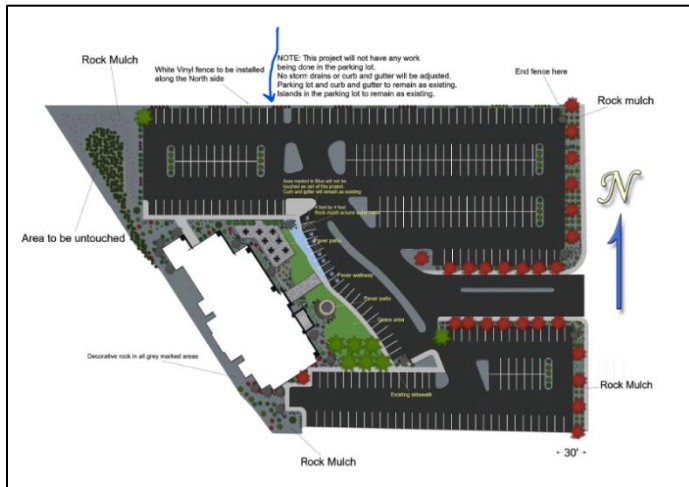 Rock Mulch
White Vinyl fence to be installed
along the North side
NOTE: This project will not have any work
being done in the parking lot.
No storm drains or curb and gutter will be adjusted.
Parking lot and curb and gutter to remain as existing.
Islands in the parking lot to remain as existing.
End fence here
Rock mulch
N
Area marked in Blue will not be
touched as part of this project.
Curb and gutter will remain as existing
4 foot by 4 foot
Paver patio
Area to be untouched
Paver walkway
Paver patio
Grass area
Decorative rock in all grey marked areas
Existing sidewalk
Rock Mulch
Rock Mulch
30'